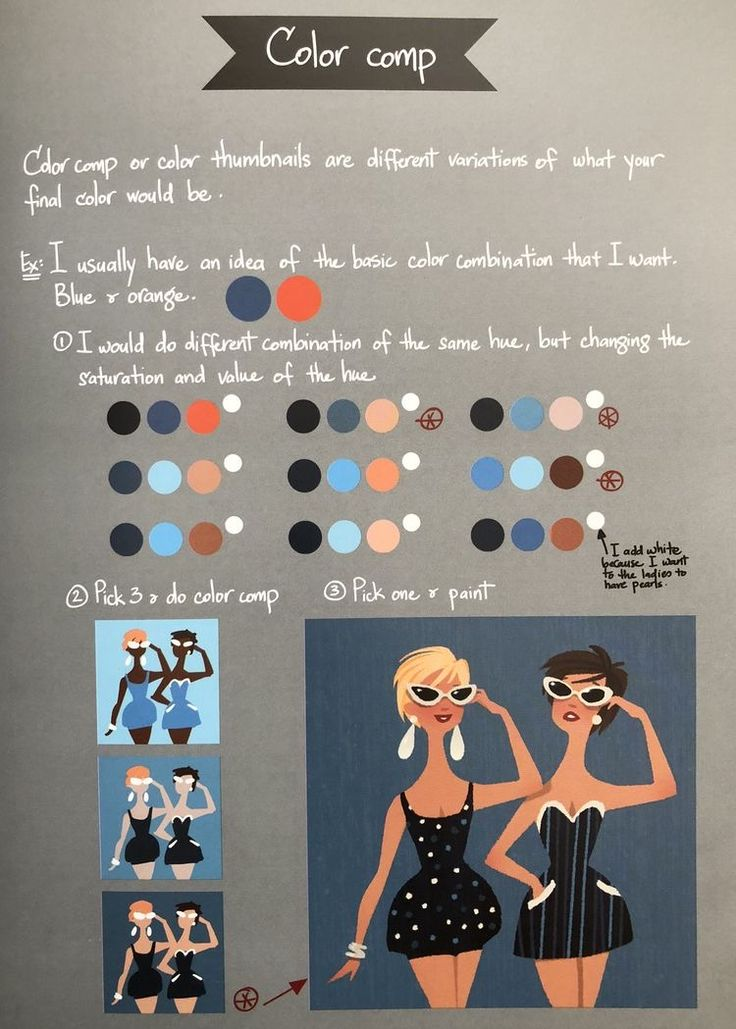 Color comp
Color comp or color thumbnails are different variations of what your
final color would be.
Ex: I usually have an idea of the basic color combination that I want.
Blue & orange.
① I would do different combination of the same hue, but changing the
saturation and value of the hue
I add white
because I want
to the ladies to
have pearls.
② Pick 3 & do color comp
③ Pick one & paint